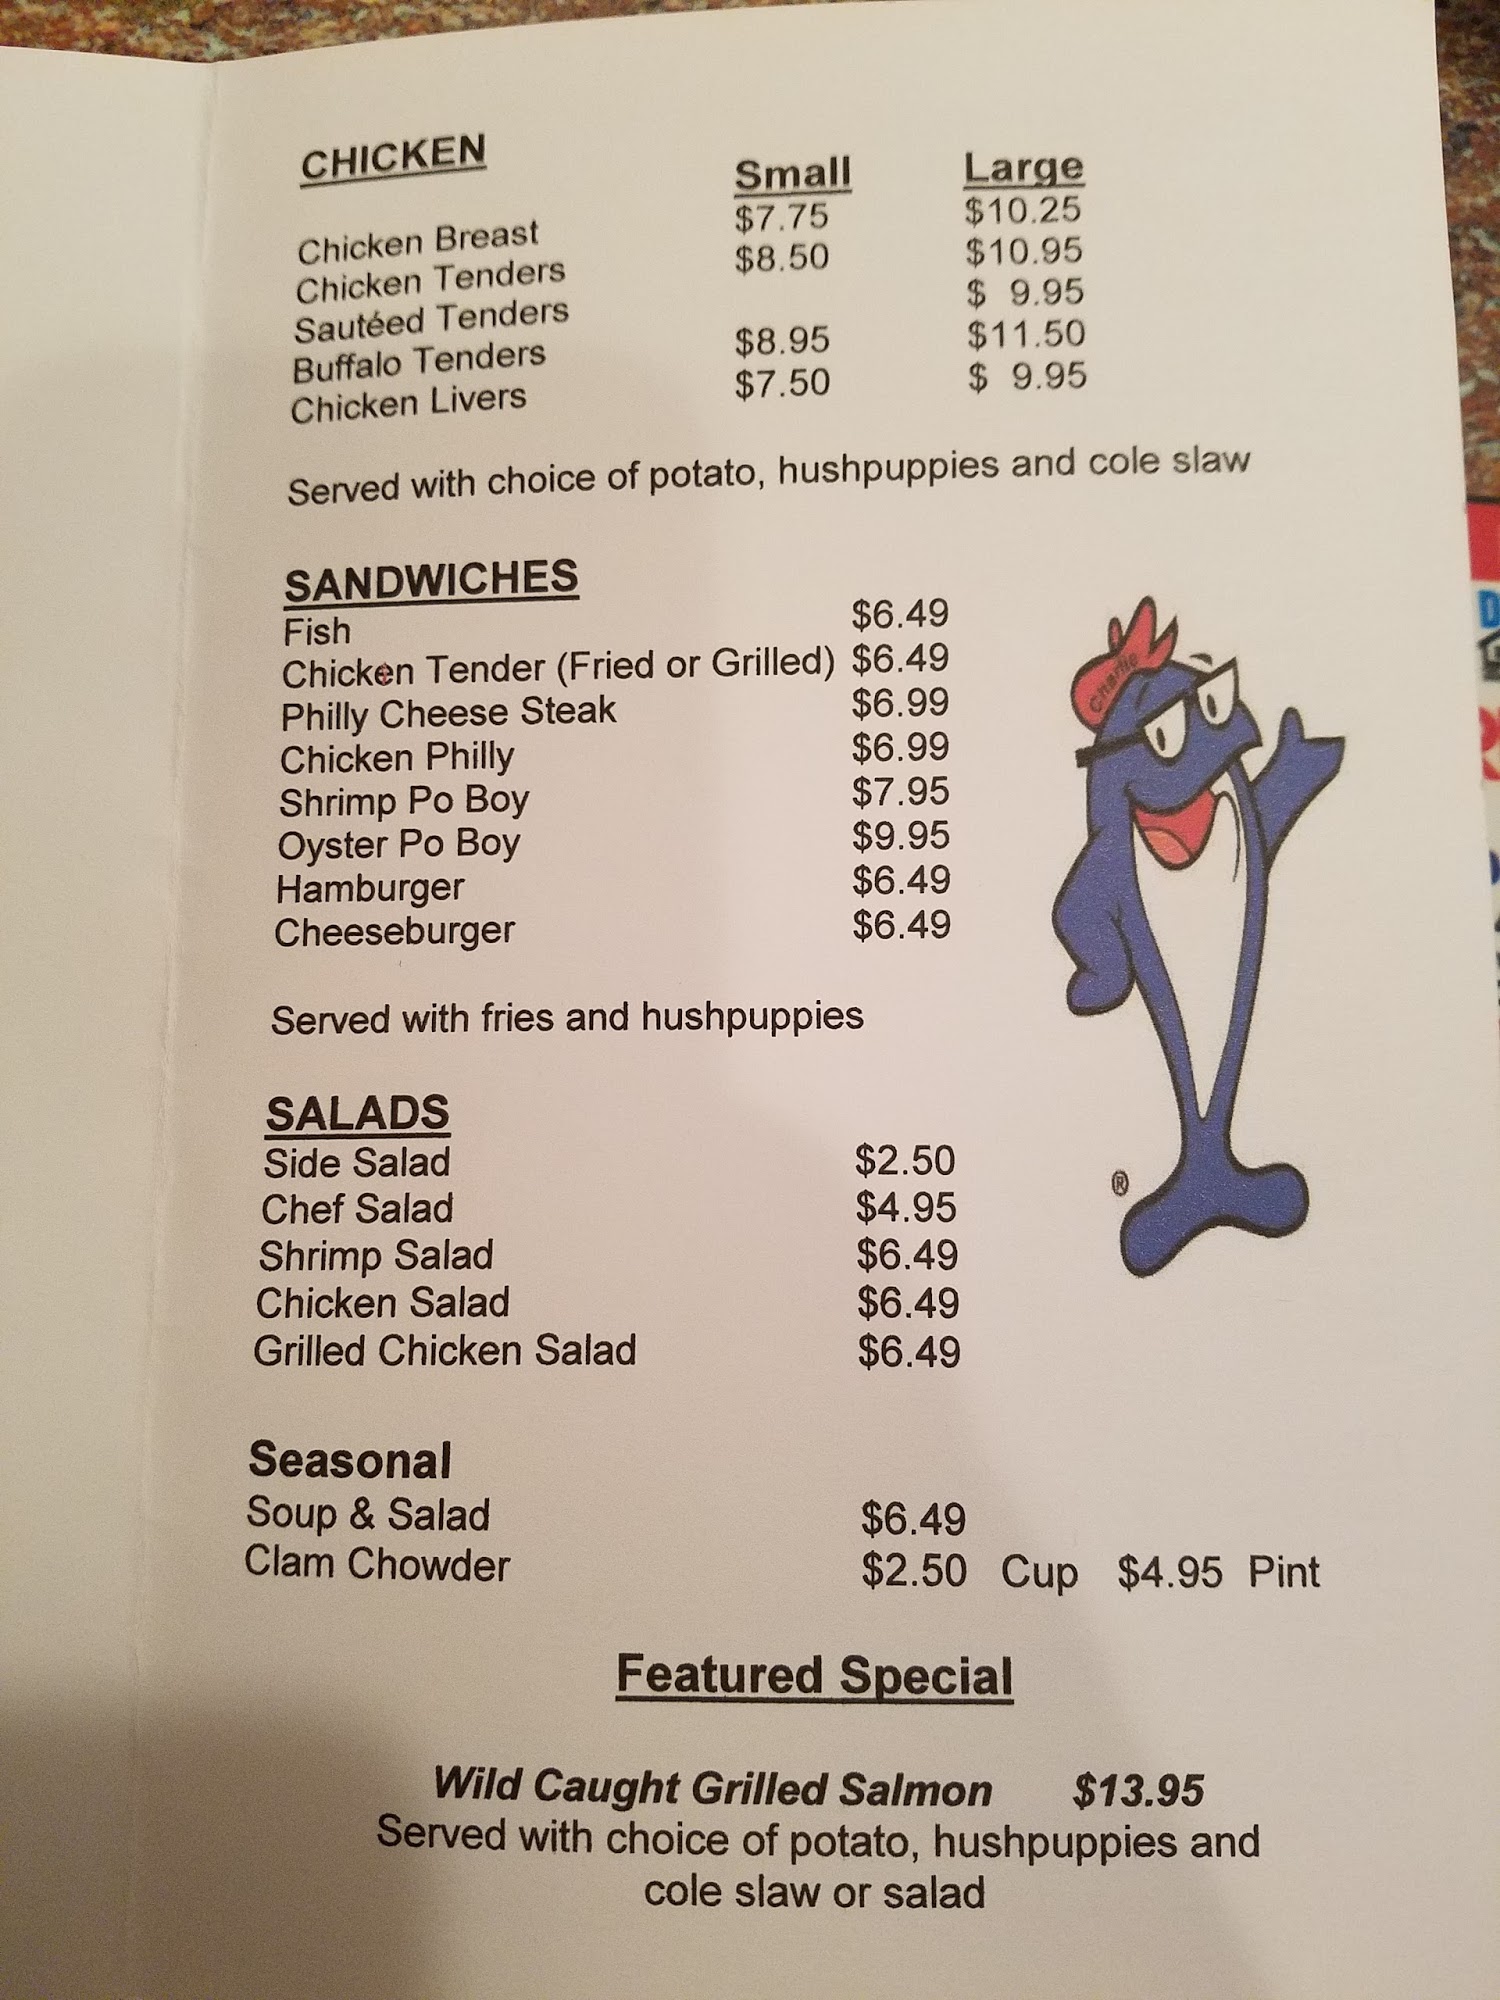 CHICKEN Small Large
Chicken Breast $7.75 $10.25
Chicken Tenders $8.50 $10.95
Sautéed Tenders $ 9.95
Buffalo Tenders $8.95 $11.50
Chicken Livers $7.50 $ 9.95
Served with choice of potato, hushpuppies and cole slaw
SANDWICHES
Fish $6.49
Chicken Tender (Fried or Grilled) $6.49
Philly Cheese Steak $6.99
Chicken Philly $6.99
Shrimp Po Boy $7.95
Oyster Po Boy $9.95
Hamburger $6.49
Cheeseburger $6.49
Charlie
Served with fries and hushpuppies
SALADS
Side Salad $2.50
Chef Salad $4.95
Shrimp Salad $6.49
Chicken Salad $6.49
Grilled Chicken Salad $6.49
®
Seasonal
Soup & Salad $6.49
Clam Chowder $2.50 Cup $4.95 Pint
Featured Special
Wild Caught Grilled Salmon $13.95
Served with choice of potato, hushpuppies and
cole slaw or salad